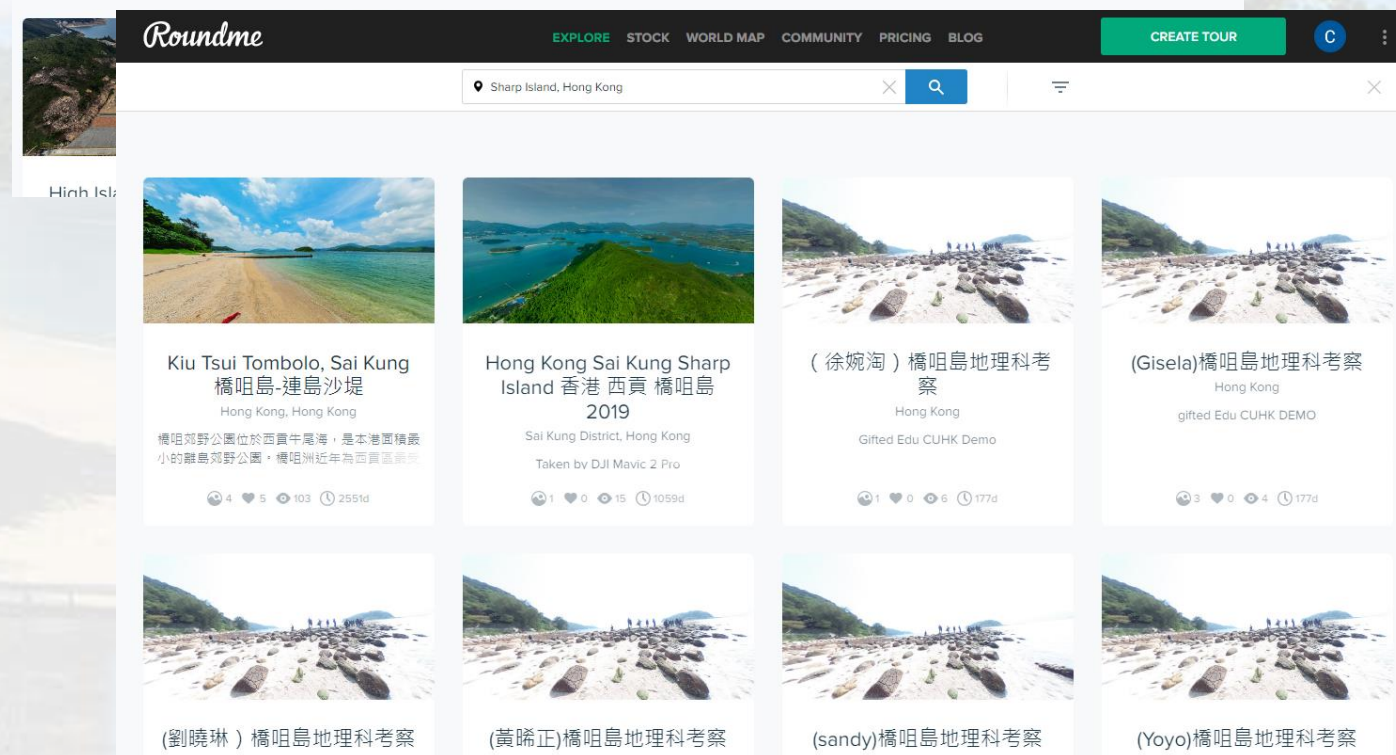 High Isl
Roundme
EXPLORE STOCK WORLD MAP COMMUNITY PRICING BLOG
CREATE TOUR
C
Sharp Island, Hong Kong
Kiu Tsui Tombolo, Sai Kung
橋咀島-連島沙堤
Hong Kong, Hong Kong
橋咀郊野公園位於西貢牛尾海，是本港面積最
小的離島郊野公園。橋咀洲近年為西貢區最受
4 5 103 2551d
Hong Kong Sai Kung Sharp
Island 香港 西貢 橋咀島
2019
Sai Kung District, Hong Kong
Taken by DJI Mavic 2 Pro
1 0 15 1059d
（徐婉淘）橋咀島地理科考
察
Hong Kong
Gifted Edu CUHK Demo
1 0 6 177d
(Gisela)橋咀島地理科考察
Hong Kong
gifted Edu CUHK DEMO
3 0 4 177d
(劉曉琳）橋咀島地理科考察
(黃晞正)橋咀島地理科考察
(sandy)橋咀島地理科考察
(Yoyo)橋咀島地理科考察